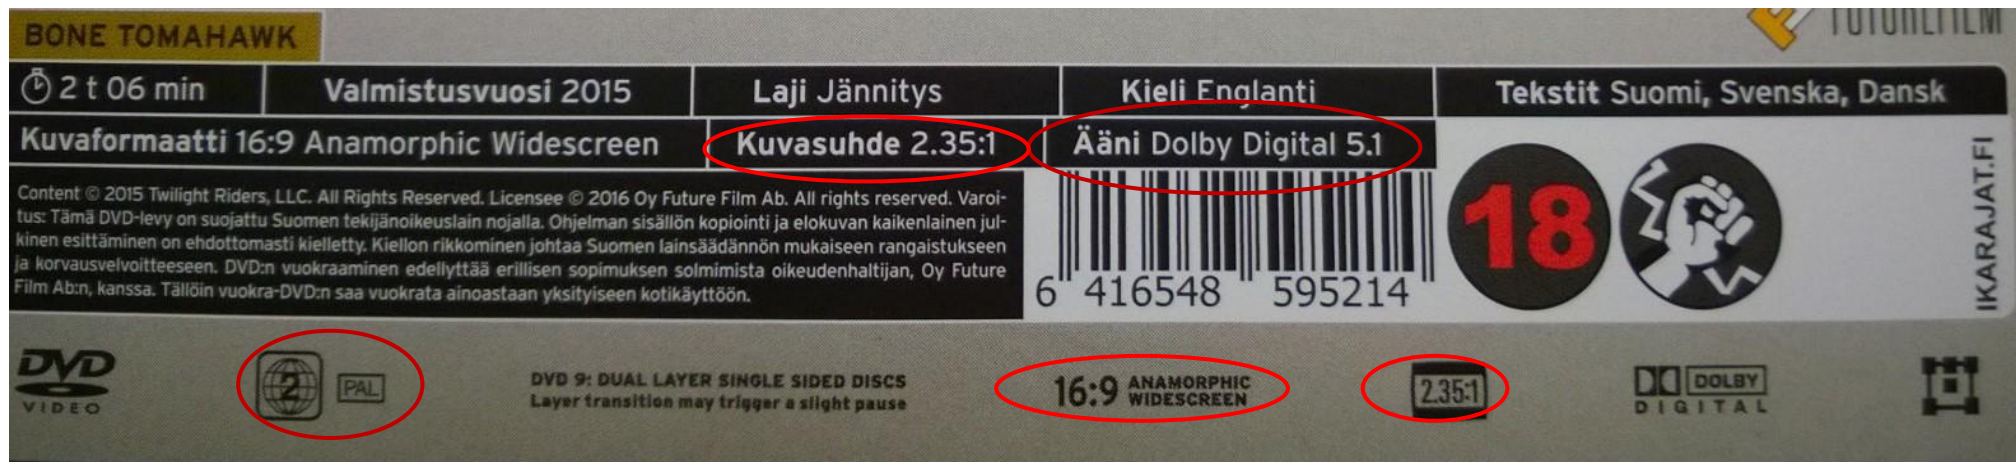 FUTUREFILM
BONE TOMAHAWK
2 t 06 min
Valmistusvuosi 2015
Laji Jännitys
Kieli Englanti
Tekstit Suomi, Svenska, Dansk
Kuvaformaatti 16:9 Anamorphic Widescreen
Kuvasuhde 2.35:1
Ääni Dolby Digital 5.1
Content © 2015 Twilight Riders, LLC. All Rights Reserved. Licensee © 2016 Oy Future Film Ab. All rights reserved. Varoi-
tus: Tämä DVD-levy on suojattu Suomen tekijänoikeuslain nojalla. Ohjelman sisällön kopiointi ja elokuvan kaikenlainen jul-
kinen esittäminen on ehdottomasti kielletty. Kiellon rikkominen johtaa Suomen lainsäädännön mukaiseen rangaistukseen
ja korvausvelvoitteeseen. DVD:n vuokraaminen edellyttää erillisen sopimuksen solmimista oikeudenhaltijan, Oy Future
Film Ab:n, kanssa. Tällöin vuokra-DVD:n saa vuokrata ainoastaan yksityiseen kotikäyttöön.
6 416548 595214
18
IKARAJAT.FI
DVD
VIDEO
2
PAL
DVD 9: DUAL LAYER SINGLE SIDED DISCS
Layer transition may trigger a slight pause
16:9 ANAMORPHIC
WIDESCREEN
2.35:1
DOLBY
DIGITAL